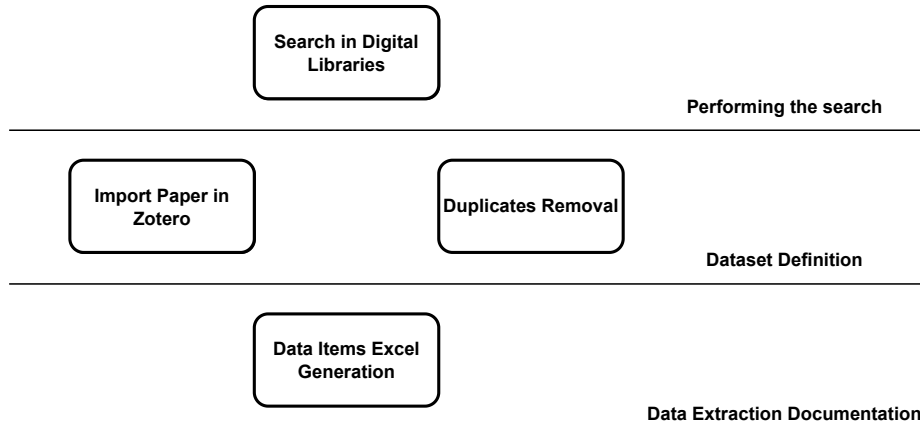 Search in Digital
Libraries
Performing the search
Import Paper in
Zotero
Duplicates Removal
Dataset Definition
Data Items Excel
Generation
Data Extraction Documentation